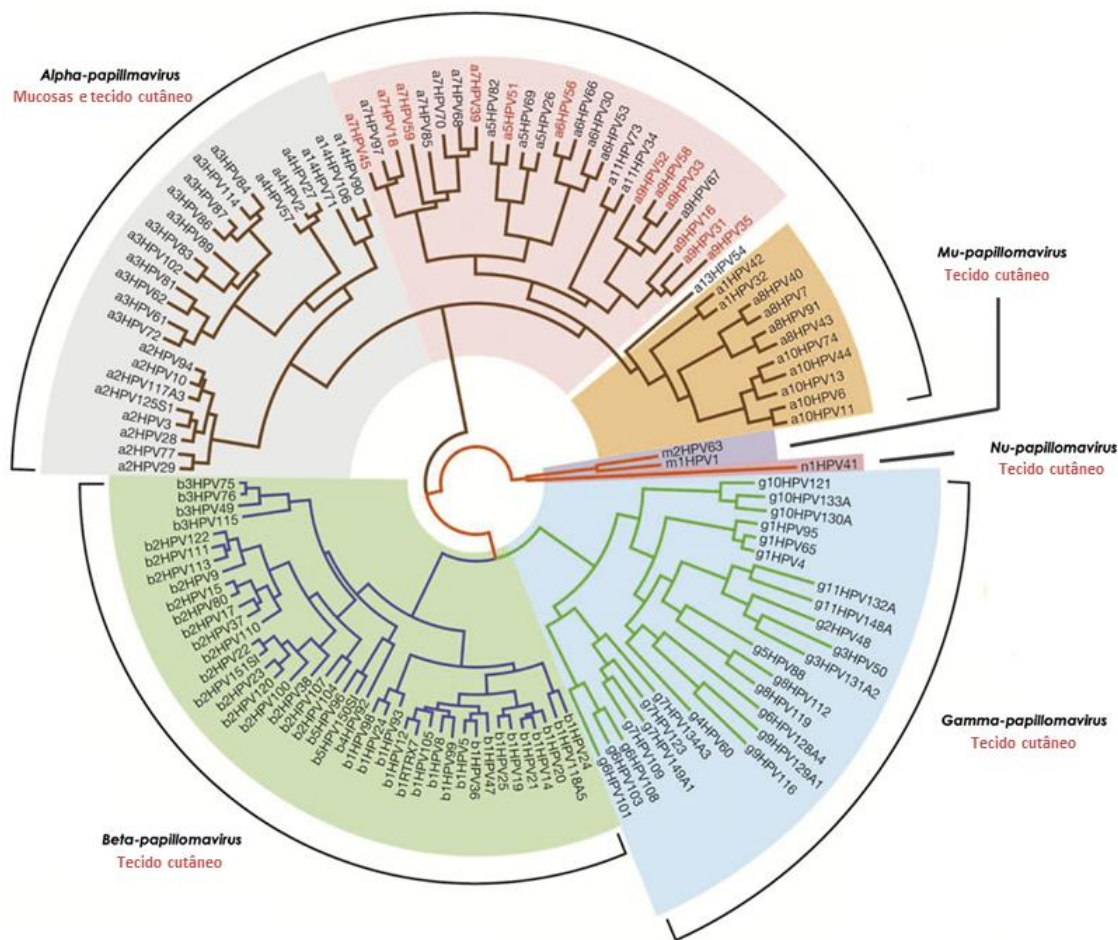 Alpha-papillmavirus
Mucosas e tecido cutâneo
a2HPV29
a2HPV77
a2HPV28
a2HPV3
a2HPV125S1
a2HPV117A3
a2HPV10
a2HPV94
a3HPV72
a3HPV61
a3HPV62
a3HPV81
a3HPV102
a3HPV83
a3HPV89
a3HPV86
a3HPV87
a3HPV114
a3HPV84
a4HPV57
a4HPV2
a4HPV27
a14HPV71
a14HPV106
a14HPV90
a7HPV45
a7HPV97
a7HPV18
a7HPV59
a7HPV85
a7HPV70
a7HPV68
a7HPV39
a5HPV82
a5HPV51
a5HPV69
a5HPV26
a6HPV56
a6HPV66
a6HPV30
a6HPV53
a11HPV73
a11HPV34
a9HPV52
a9HPV58
a9HPV33
a9HPV67
a9HPV16
a9HPV31
a9HPV35
a13HPV54
a1HPV42
a1HPV32
a8HPV40
a8HPV7
a8HPV91
a8HPV43
a10HPV74
a10HPV44
a10HPV13
a10HPV6
a10HPV11
Mu-papillomavirus
Tecido cutâneo
m2HPV63
m1HPV1
Nu-papillomavirus
Tecido cutâneo
n1HPV41
g10HPV121
g10HPV133A
g10HPV130A
g1HPV95
g1HPV65
g1HPV4
g11HPV132A
g11HPV148A
g2HPV48
g3HPV50
g3HPV131A2
g5HPV88
g8HPV112
g8HPV119
g6HPV128A4
g9HPV129A1
g9HPV116
g4HPV60
g7HPV134A3
g7HPV123
g7HPV149A1
g7HPV109
g6HPV108
g6HPV103
g6HPV101
Gamma-papillomavirus
Tecido cutâneo
b3HPV75
b3HPV76
b3HPV49
b3HPV115
b2HPV122
b2HPV111
b2HPV113
b2HPV9
b2HPV15
b2HPV80
b2HPV17
b2HPV37
b2HPV110
b2HPV22
b2HPV151SI
b2HPV23
b2HPV120
b2HPV100
b2HPV38
b2HPV107
b2HPV104
b5HPV96
b5HPV150SI
b4HPV92
b1HPV98
b1HPV24
b1HPV93
b1HPV12
b1RTRX7
b1HPV105
b1HPV8
b1HPV99
b1HPV5
b1HPV36
b1HPV47
b1HPV25
b1HPV19
b1HPV21
b1HPV14
b1HPV20
b1HPV118A5
b1HPV24
Beta-papillomavirus
Tecido cutâneo